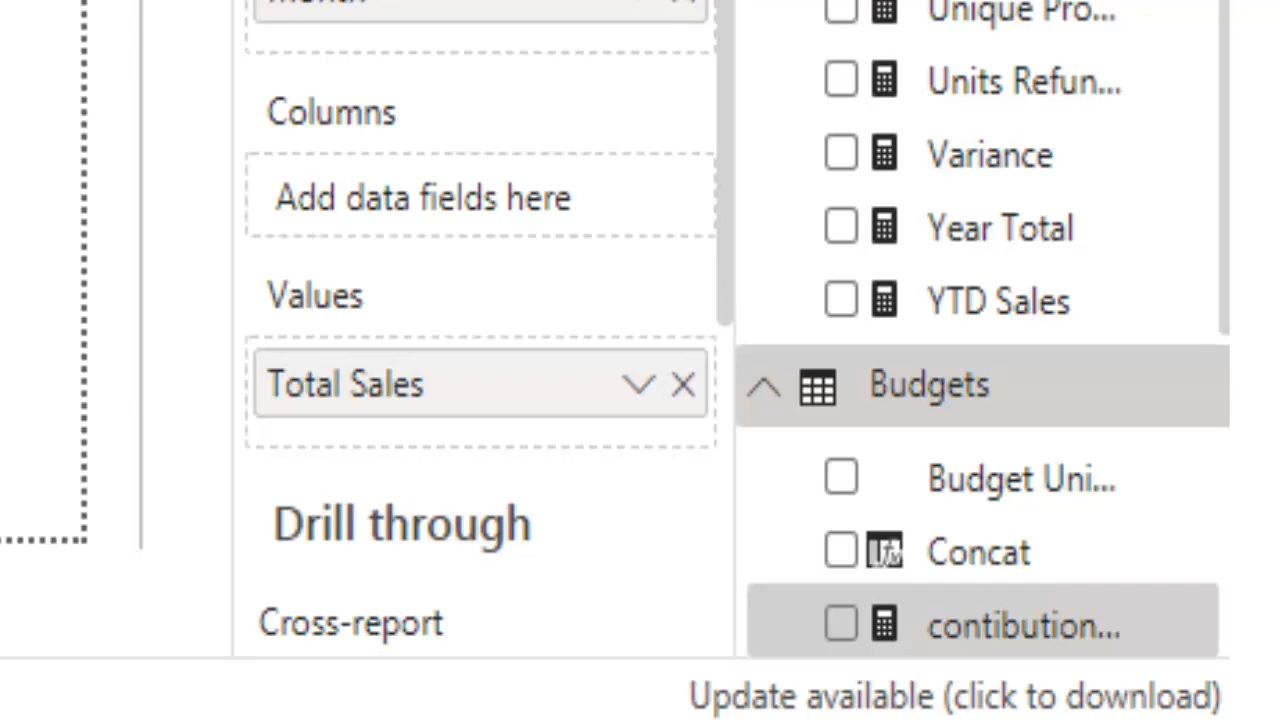 Month
Columns
Add data fields here
Values
Total Sales
Drill through
Cross-report
Unique Pro...
Units Refun...
Variance
Year Total
YTD Sales
Budgets
Budget Uni...
Concat
contibution...
Update available (click to download)